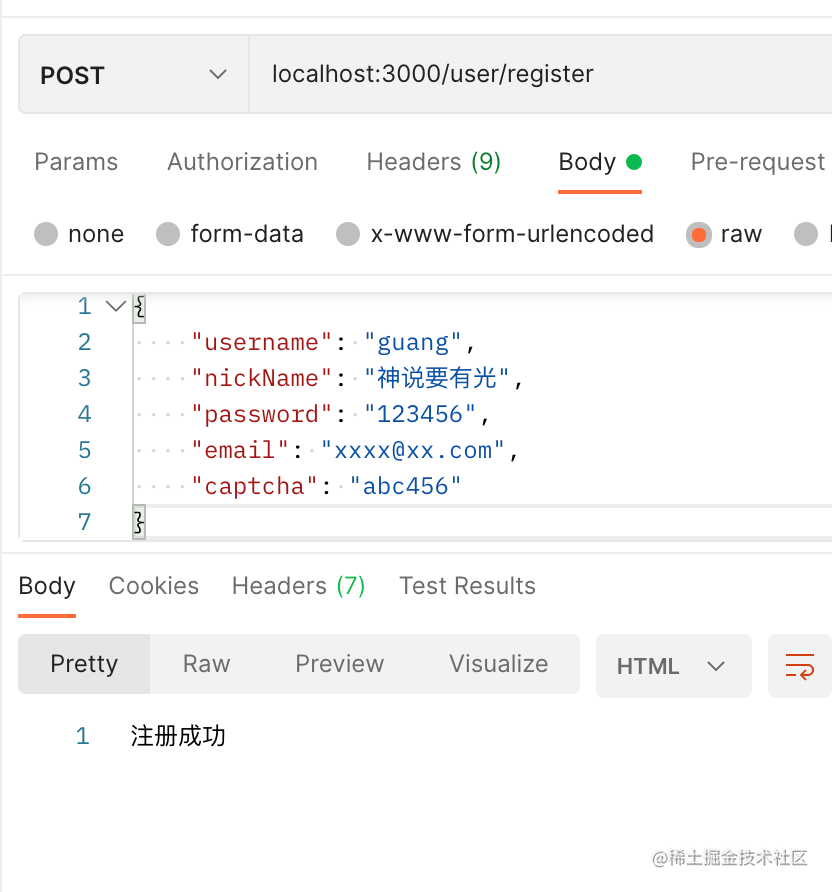 POST localhost:3000/user/register
Params Authorization Headers (9) Body Pre-request
none form-data x-www-form-urlencoded raw
1 {
2 "username": "guang",
3 "nickName": "神说要有光",
4 "password": "123456",
5 "email": "xxxx@xx.com",
6 "captcha": "abc456"
7 }
Body Cookies Headers (7) Test Results
Pretty Raw Preview Visualize HTML
1 注册成功
@稀土掘金技术社区